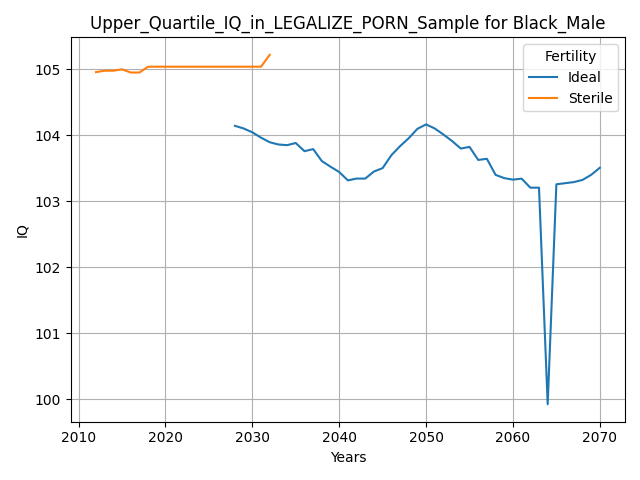 Upper_Quartile_IQ_in_LEGALIZE_PORN_Sample for Black_Male
Fertility
Ideal
Sterile
105
104
103
102
101
100
IQ
2010 2020 2030 2040 2050 2060 2070
Years